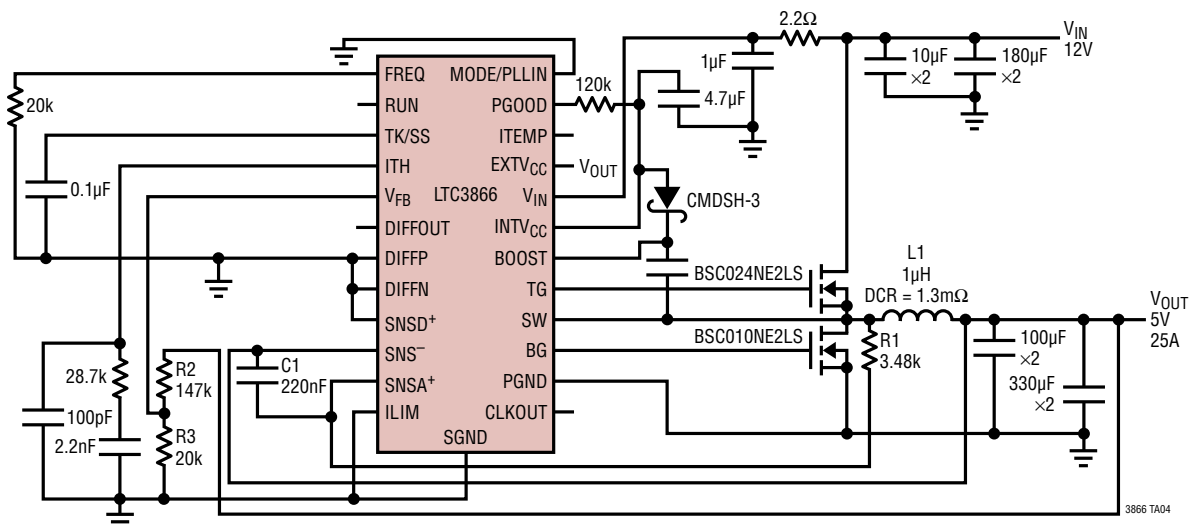 2.2Ω
V_IN
12V
1µF
10µF
×2
180µF
×2
20k
FREQ
MODE/PLLIN
120k
4.7µF
RUN
PGOOD
TK/SS
ITEMP
ITH
EXTV_CC
V_OUT
0.1µF
V_FB
LTC3866
V_IN
CMDSH-3
DIFFOUT
INTV_CC
DIFFP
BOOST
BSC024NE2LS
L1
1µH
DCR = 1.3mΩ
DIFFN
TG
V_OUT
5V
25A
SNSD+
SW
BSC010NE2LS
R1
3.48k
100µF
×2
SNS–
BG
C1
220nF
28.7k
R2
147k
SNSA+
PGND
330µF
×2
100pF
ILIM
CLKOUT
2.2nF
R3
20k
SGND
3866 TA04